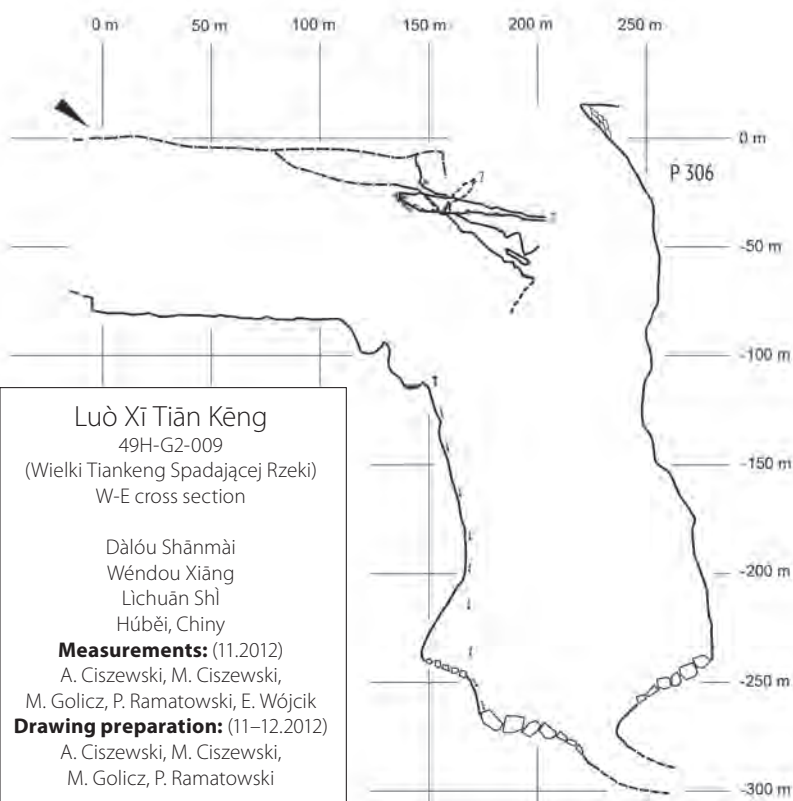 0 m 50 m 100 m 150 m 200 m 250 m
0 m
P 306
-50 m
-100 m
-150 m
-200 m
-250 m
-300 m
?
Luò Xī Tiān Kēng
49H-G2-009
(Wielki Tiankeng Spadającej Rzeki)
W-E cross section
Dàlóu Shānmài
Wéndou Xiāng
Lìchuān ShÌ
Húběi, Chiny
Measurements: (11.2012)
A. Ciszewski, M. Ciszewski,
M. Golicz, P. Ramatowski, E. Wójcik
Drawing preparation: (11–12.2012)
A. Ciszewski, M. Ciszewski,
M. Golicz, P. Ramatowski